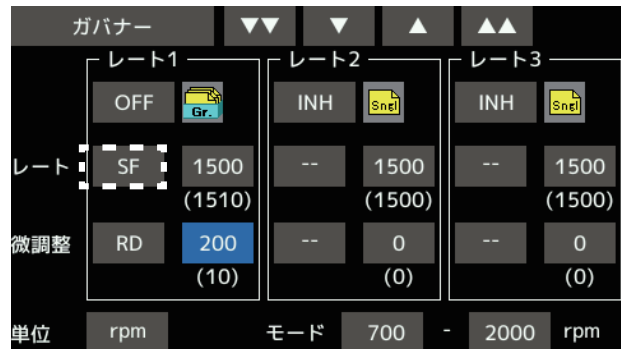 ガバナー ▼▼ ▼ ▲ ▲▲
レート1 レート2 レート3
OFF Gr. INH Sngl INH Sngl
レート SF 1500 -- 1500 -- 1500
(1510) (1500) (1500)
微調整 RD 200 -- 0 -- 0
(10) (0) (0)
単位 rpm モード 700 - 2000 rpm